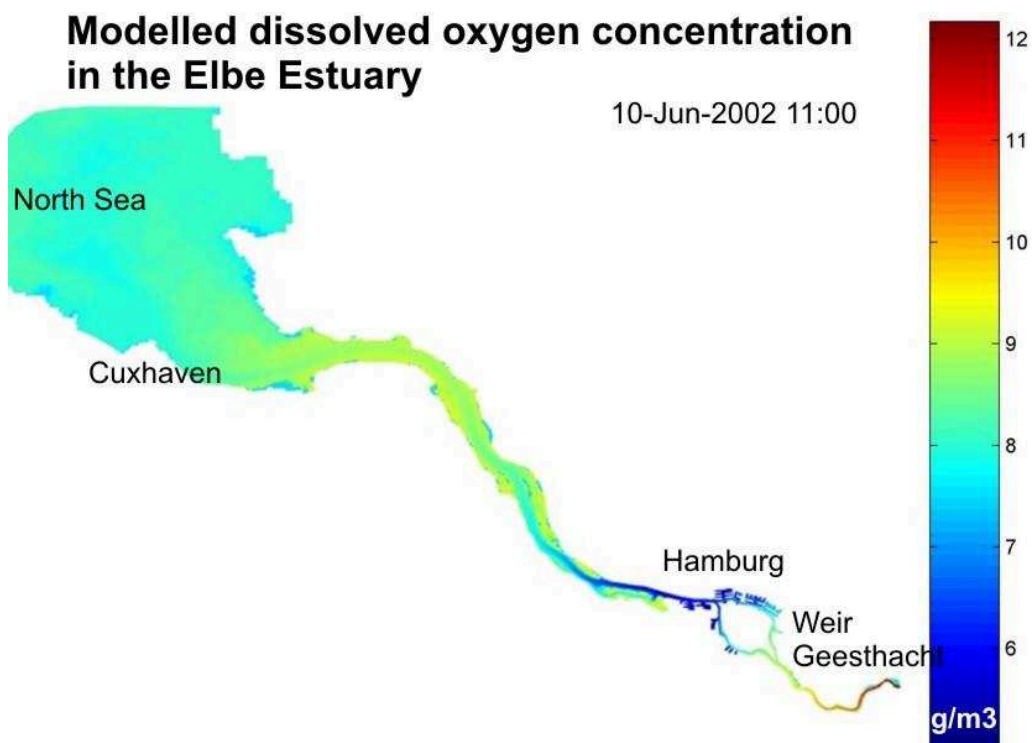 Modelled dissolved oxygen concentration
in the Elbe Estuary
10-Jun-2002 11:00
North Sea
Cuxhaven
Hamburg
Weir
Geesthacht
12
11
10
9
8
7
6
g/m3